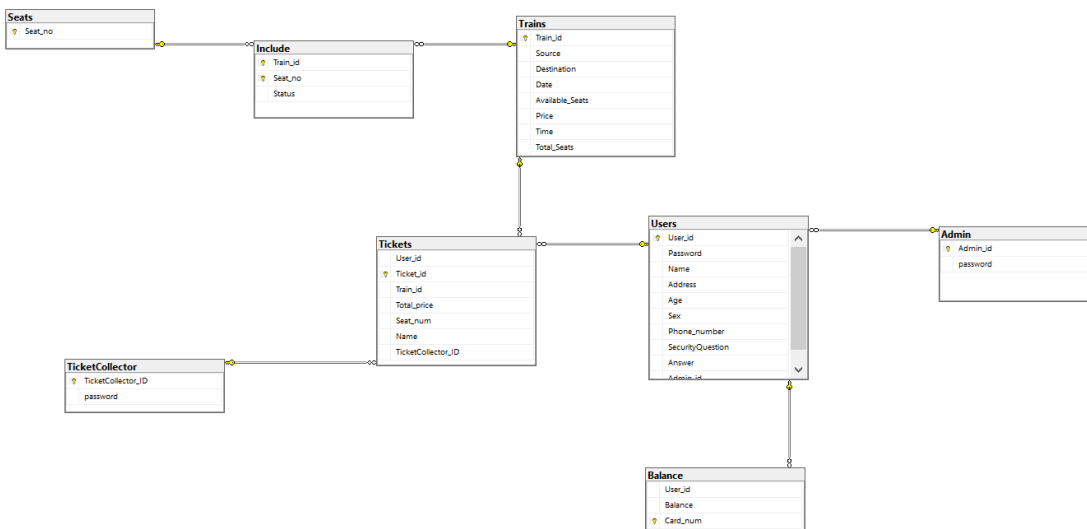 Seats
Seat_no
Include
Train_id
Seat_no
Status
Trains
Train_id
Source
Destination
Date
Available_Seats
Price
Time
Total_Seats
Tickets
User_id
Ticket_id
Train_id
Total_price
Seat_num
Name
TicketCollector_ID
Users
User_id
Password
Name
Address
Age
Sex
Phone_number
SecurityQuestion
Answer
Admin_id
Admin
Admin_id
password
TicketCollector
TicketCollector_ID
password
Balance
User_id
Balance
Card_num